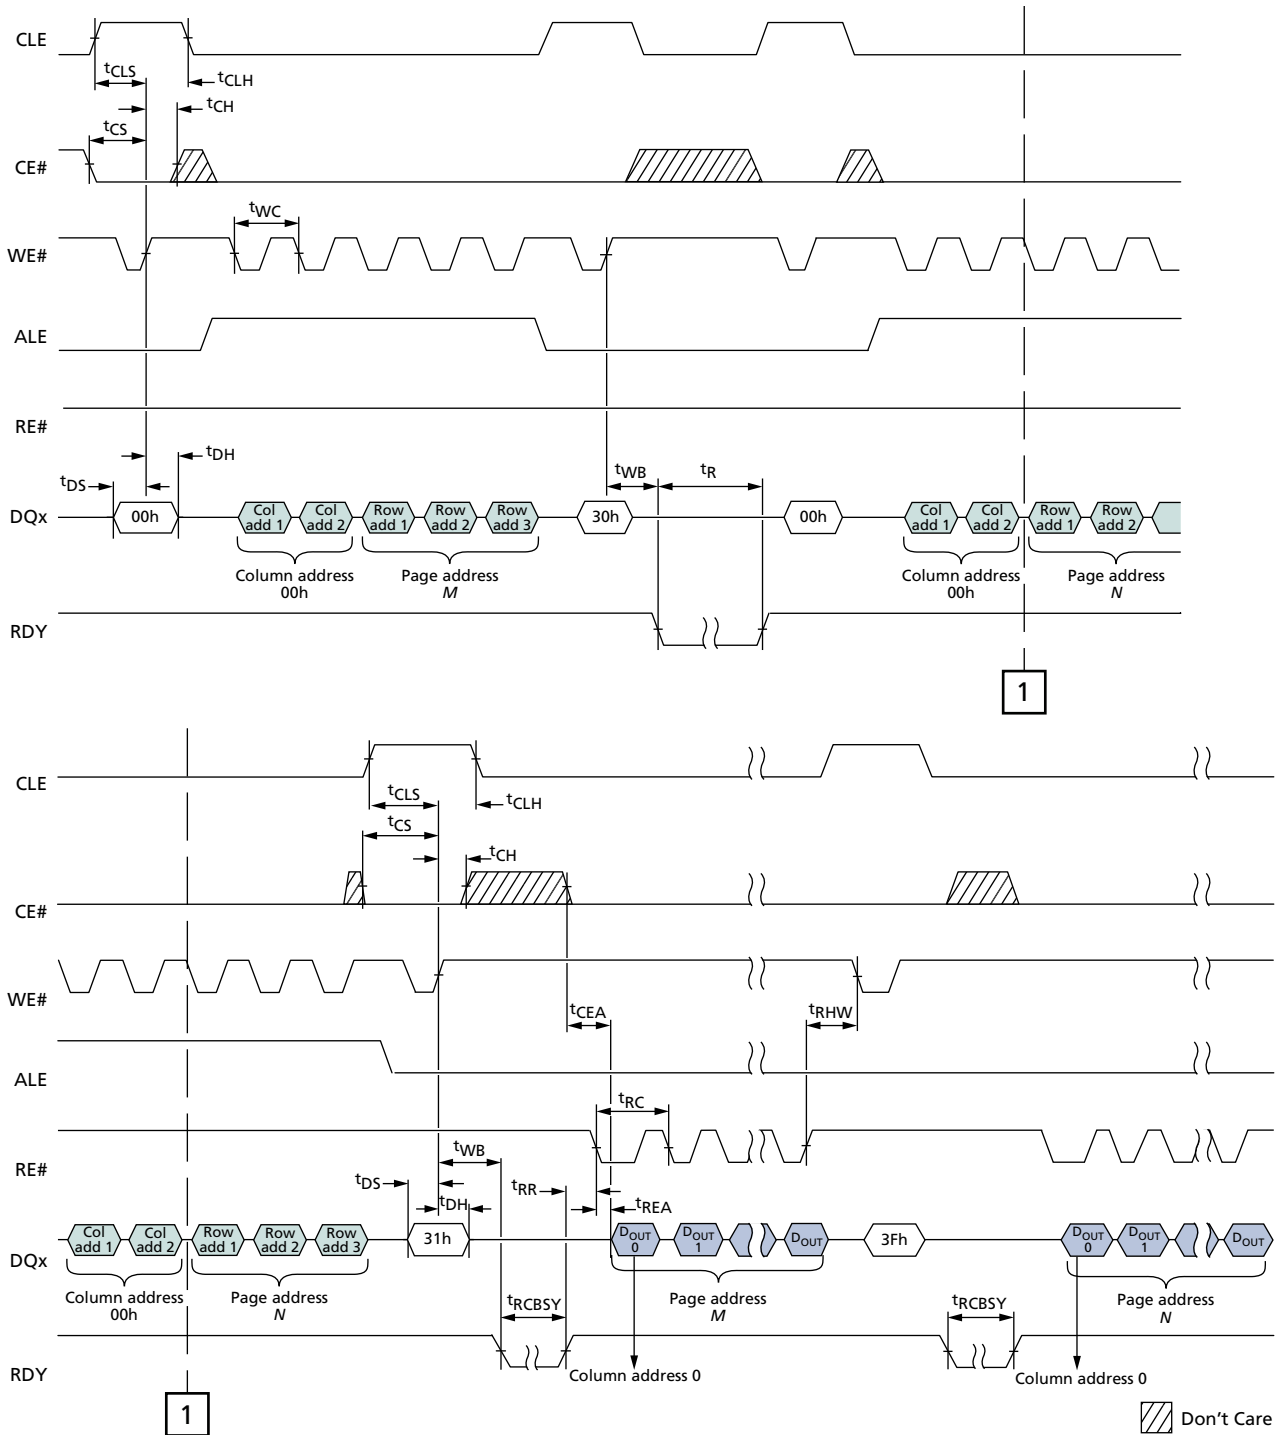 CLE
tCLS
tCLH
tCH
tCS
CE#
tWC
WE#
ALE
RE#
tDH
tDS
tWB
tR
DQx
00h
Col add 1
Col add 2
Row add 1
Row add 2
Row add 3
30h
00h
Col add 1
Col add 2
Row add 1
Row add 2
Column address
00h
Page address
M
Column address
00h
Page address
N
RDY
1
CLE
tCLS
tCLH
tCS
tCH
CE#
WE#
tCEA
tRHW
ALE
tRC
RE#
tWB
tDS
tDH
tRR
tREA
DQx
Col add 1
Col add 2
Row add 1
Row add 2
Row add 3
31h
DOUT 0
DOUT 1
DOUT
3Fh
DOUT 0
DOUT 1
DOUT
Column address
00h
Page address
N
tRCBSY
Page address
M
tRCBSY
Page address
N
RDY
Column address 0
Column address 0
1
Don't Care